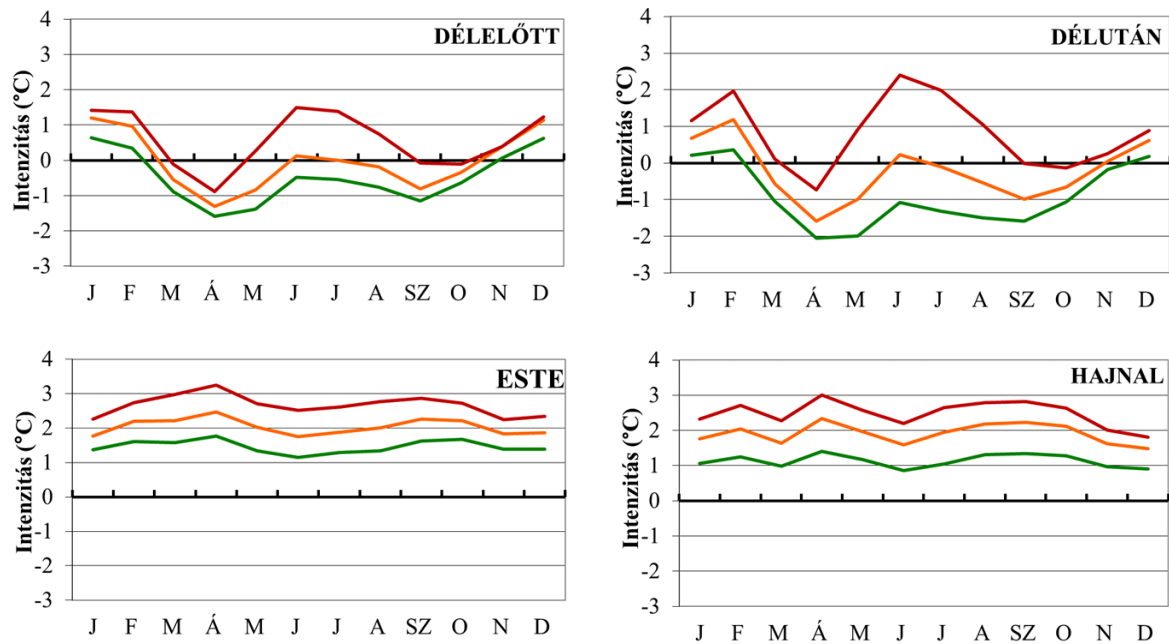 DÉLELŐTT
Intenzitás (°C)
4
3
2
1
0
-1
-2
-3
J F M Á M J J A SZ O N D
DÉLUTÁN
Intenzitás (°C)
4
3
2
1
0
-1
-2
-3
J F M Á M J J A SZ O N D
ESTE
Intenzitás (°C)
4
3
2
1
0
-1
-2
-3
J F M Á M J J A SZ O N D
HAJNAL
Intenzitás (°C)
4
3
2
1
0
-1
-2
-3
J F M Á M J J A SZ O N D